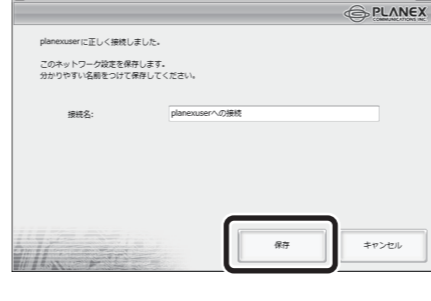 PLANEX
COMMUNICATIONS INC.
planexuserに正しく接続しました。
このネットワーク設定を保存します。
分かりやすい名前をつけて保存してください。
接続名:
planexuserへの接続
保存
キャンセル